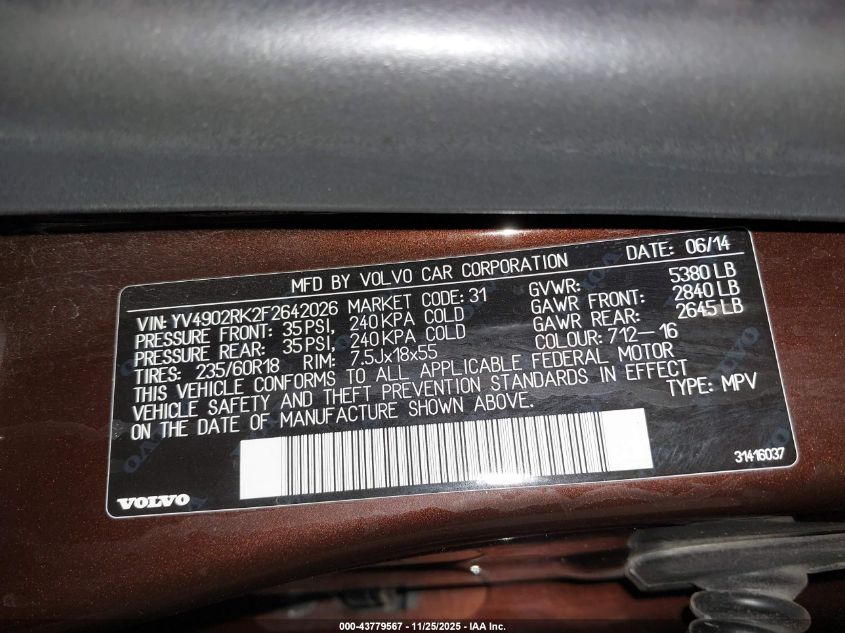 MFD BY VOLVO CAR CORPORATION DATE: 06/14
VIN: YV4902RK2F2642026 MARKET CODE: 31 GVWR: 5380 LB
PRESSURE FRONT: 35 PSI, 240 KPA COLD GAWR FRONT: 2840 LB
PRESSURE REAR: 35 PSI, 240 KPA COLD GAWR REAR: 2645 LB
TIRES: 235/60R18 RIM: 7.5Jx18x55 COLOUR: 712-16
THIS VEHICLE CONFORMS TO ALL APPLICABLE FEDERAL MOTOR
VEHICLE SAFETY AND THEFT PREVENTION STANDARDS IN EFFECT
ON THE DATE OF MANUFACTURE SHOWN ABOVE. TYPE: MPV
31416037
VOLVO
000-43779567 - 11/25/2025 - IAA Inc.